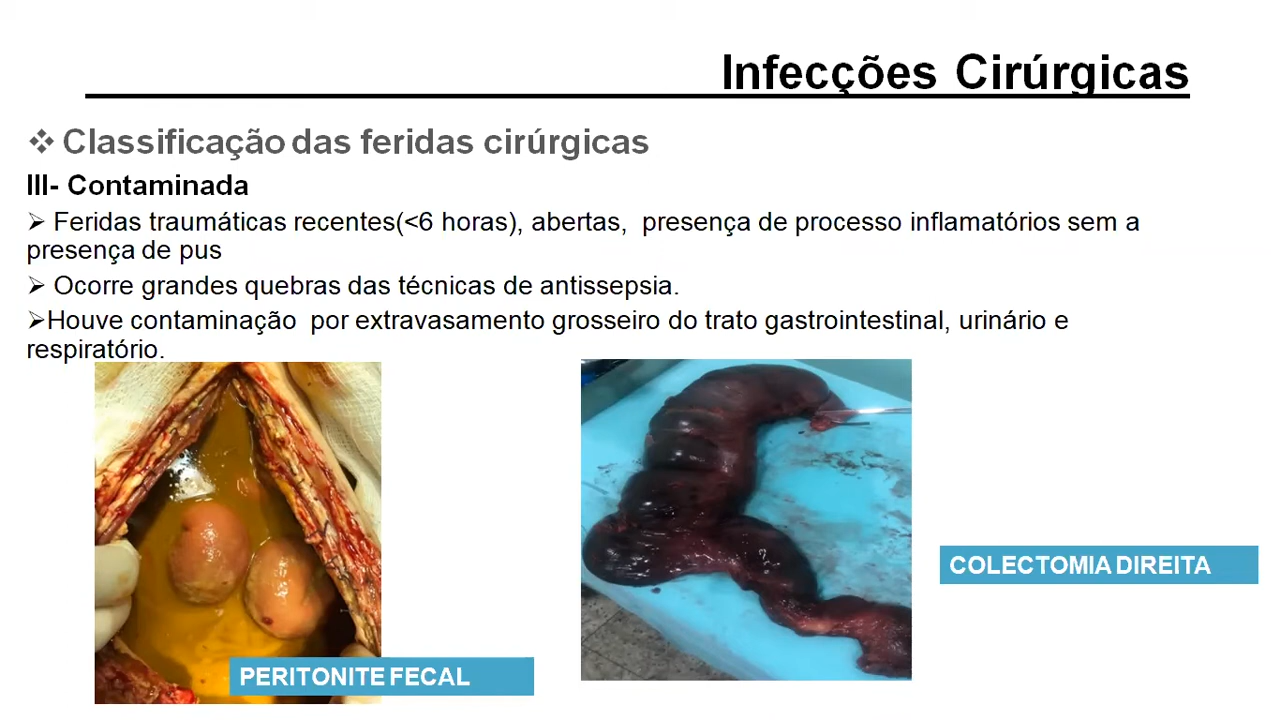 Infecções Cirúrgicas
❖ Classificação das feridas cirúrgicas
III- Contaminada
➢ Feridas traumáticas recentes(<6 horas), abertas, presença de processo inflamatórios sem a
presença de pus
➢ Ocorre grandes quebras das técnicas de antissepsia.
➢Houve contaminação por extravasamento grosseiro do trato gastrointestinal, urinário e
respiratório.
COLECTOMIA DIREITA
PERITONITE FECAL